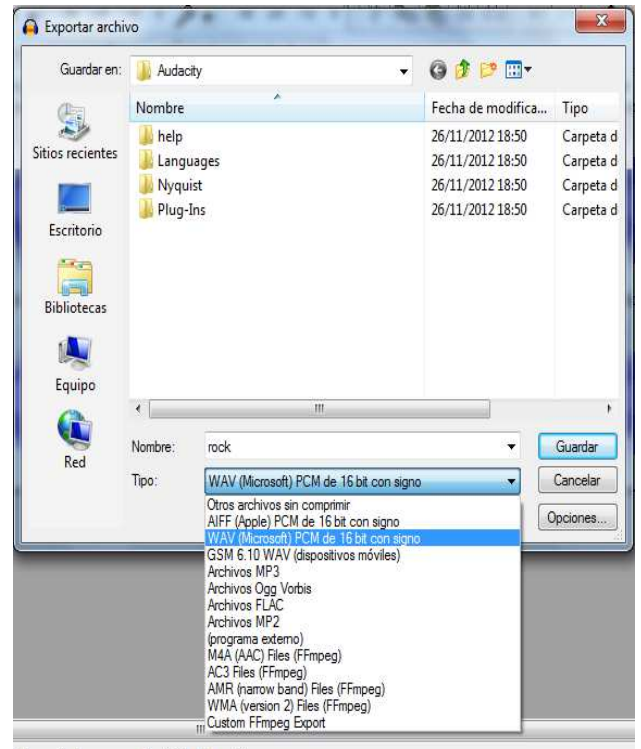 Exportar archivo
Guardar en: Audacity
Nombre Fecha de modifica... Tipo
help 26/11/2012 18:50 Carpeta d
Languages 26/11/2012 18:50 Carpeta d
Nyquist 26/11/2012 18:50 Carpeta d
Plug-Ins 26/11/2012 18:50 Carpeta d
Sitios recientes
Escritorio
Bibliotecas
Equipo
Red
Nombre: rock Guardar
Tipo: WAV (Microsoft) PCM de 16 bit con signo Cancelar
Opciones...
Otros archivos sin comprimir
AIFF (Apple) PCM de 16 bit con signo
WAV (Microsoft) PCM de 16 bit con signo
GSM 6.10 WAV (dispositivos móviles)
Archivos MP3
Archivos Ogg Vorbis
Archivos FLAC
Archivos MP2
(programa externo)
M4A (AAC) Files (FFmpeg)
AC3 Files (FFmpeg)
AMR (narrow band) Files (FFmpeg)
WMA (version 2) Files (FFmpeg)
Custom FFmpeg Export